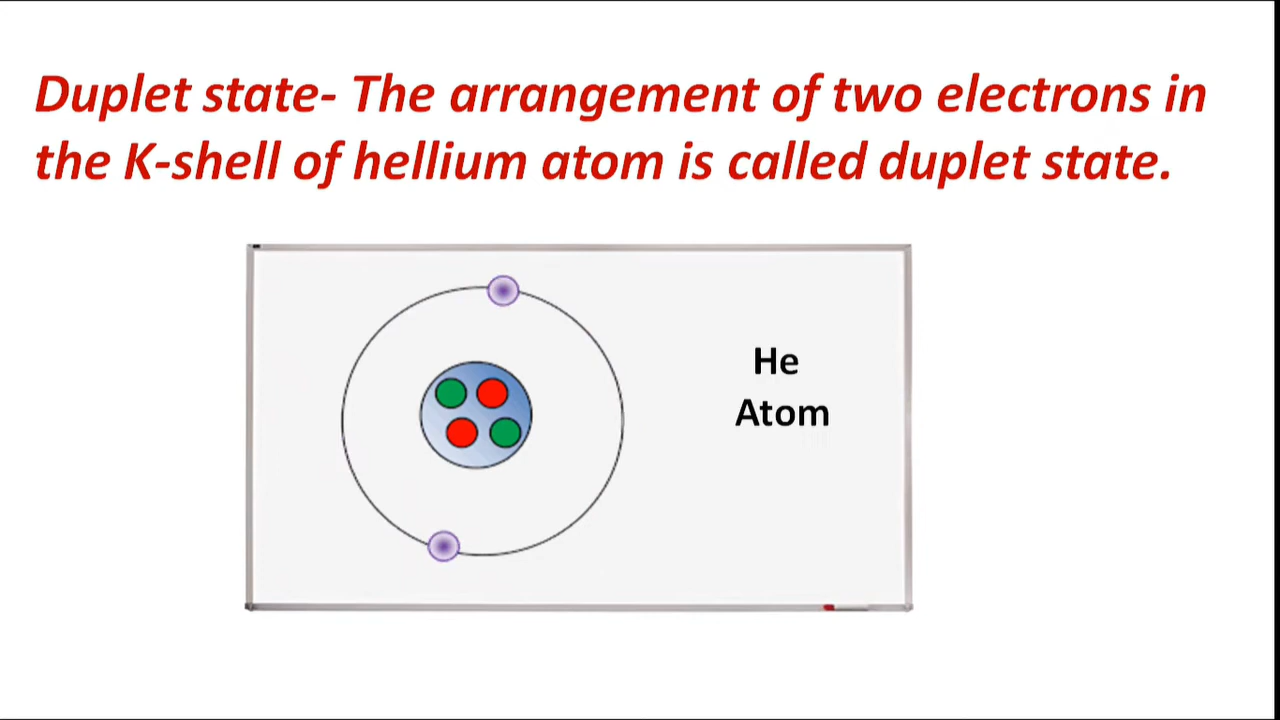 Duplet state- The arrangement of two electrons in
the K-shell of hellium atom is called duplet state.
He
Atom